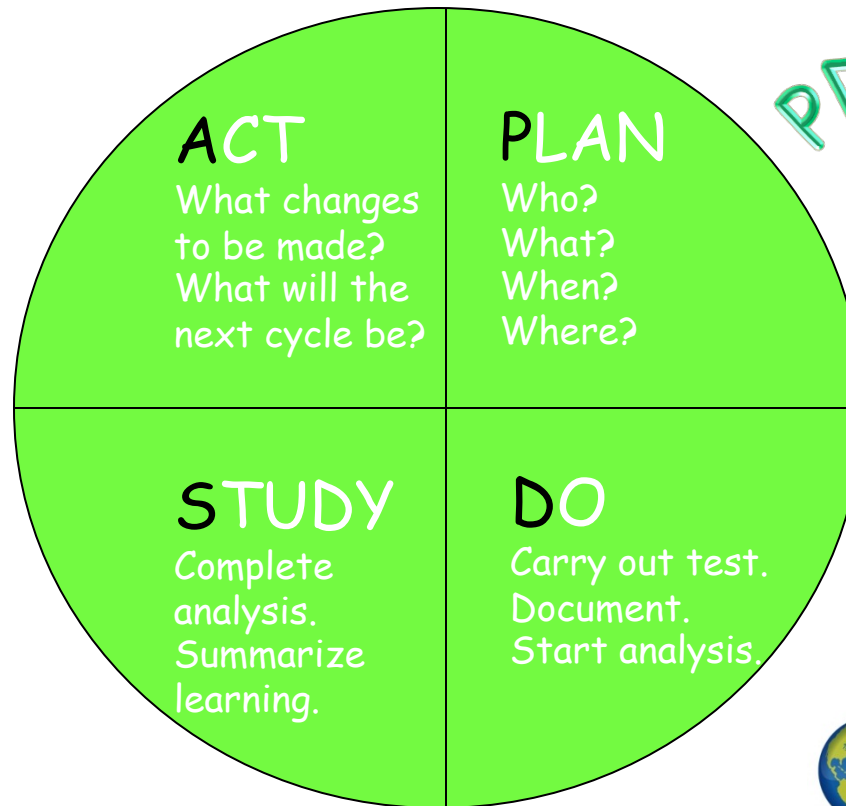 ACT
What changes
to be made?
What will the
next cycle be?
PLAN
Who?
What?
When?
Where?
STUDY
Complete
analysis.
Summarize
learning.
DO
Carry out test.
Document.
Start analysis.
P